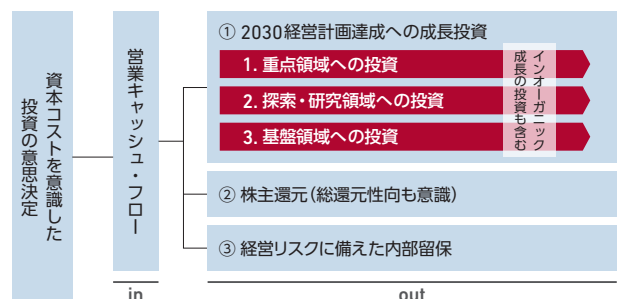 資本コストを意識した
投資の意思決定
営業キャッシュ・フロー
① 2030経営計画達成への成長投資
1. 重点領域への投資
2. 探索・研究領域への投資
3. 基盤領域への投資
インオーガニック
成長の投資も含む
② 株主還元(総還元性向も意識)
③ 経営リスクに備えた内部留保
in
out